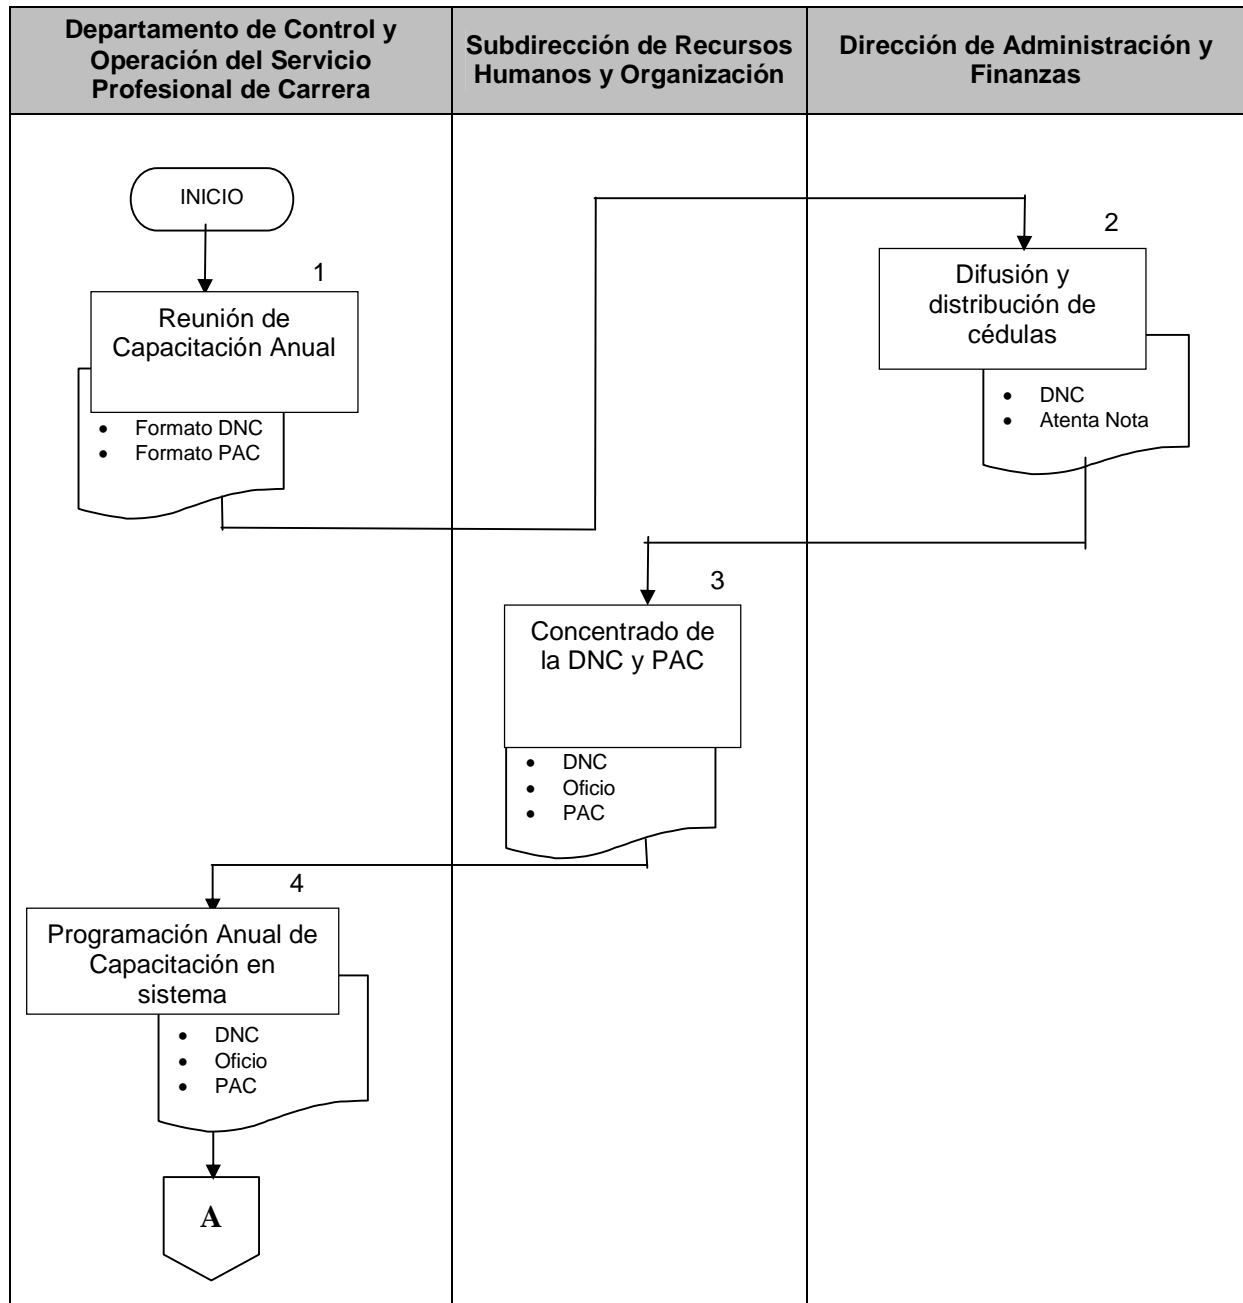 Departamento de Control y
Operación del Servicio
Profesional de Carrera
Subdirección de Recursos
Humanos y Organización
Dirección de Administración y
Finanzas
INICIO
1
Reunión de
Capacitación Anual
• Formato DNC
• Formato PAC
2
Difusión y
distribución de
cédulas
• DNC
• Atenta Nota
3
Concentrado de
la DNC y PAC
• DNC
• Oficio
• PAC
4
Programación Anual de
Capacitación en
sistema
• DNC
• Oficio
• PAC
A